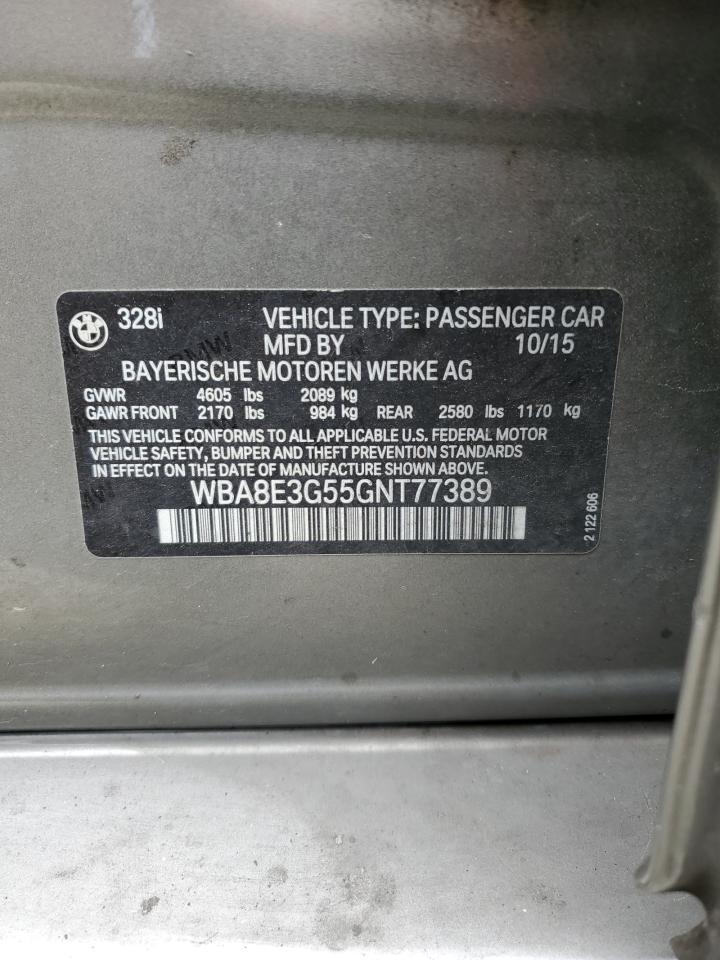 328i VEHICLE TYPE: PASSENGER CAR
MFD BY 10/15
BAYERISCHE MOTOREN WERKE AG
GVWR 4605 lbs 2089 kg
GAWR FRONT 2170 lbs 984 kg REAR 2580 lbs 1170 kg
THIS VEHICLE CONFORMS TO ALL APPLICABLE U.S. FEDERAL MOTOR
VEHICLE SAFETY, BUMPER AND THEFT PREVENTION STANDARDS
IN EFFECT ON THE DATE OF MANUFACTURE SHOWN ABOVE.
WBA8E3G55GNT77389
2 122 606